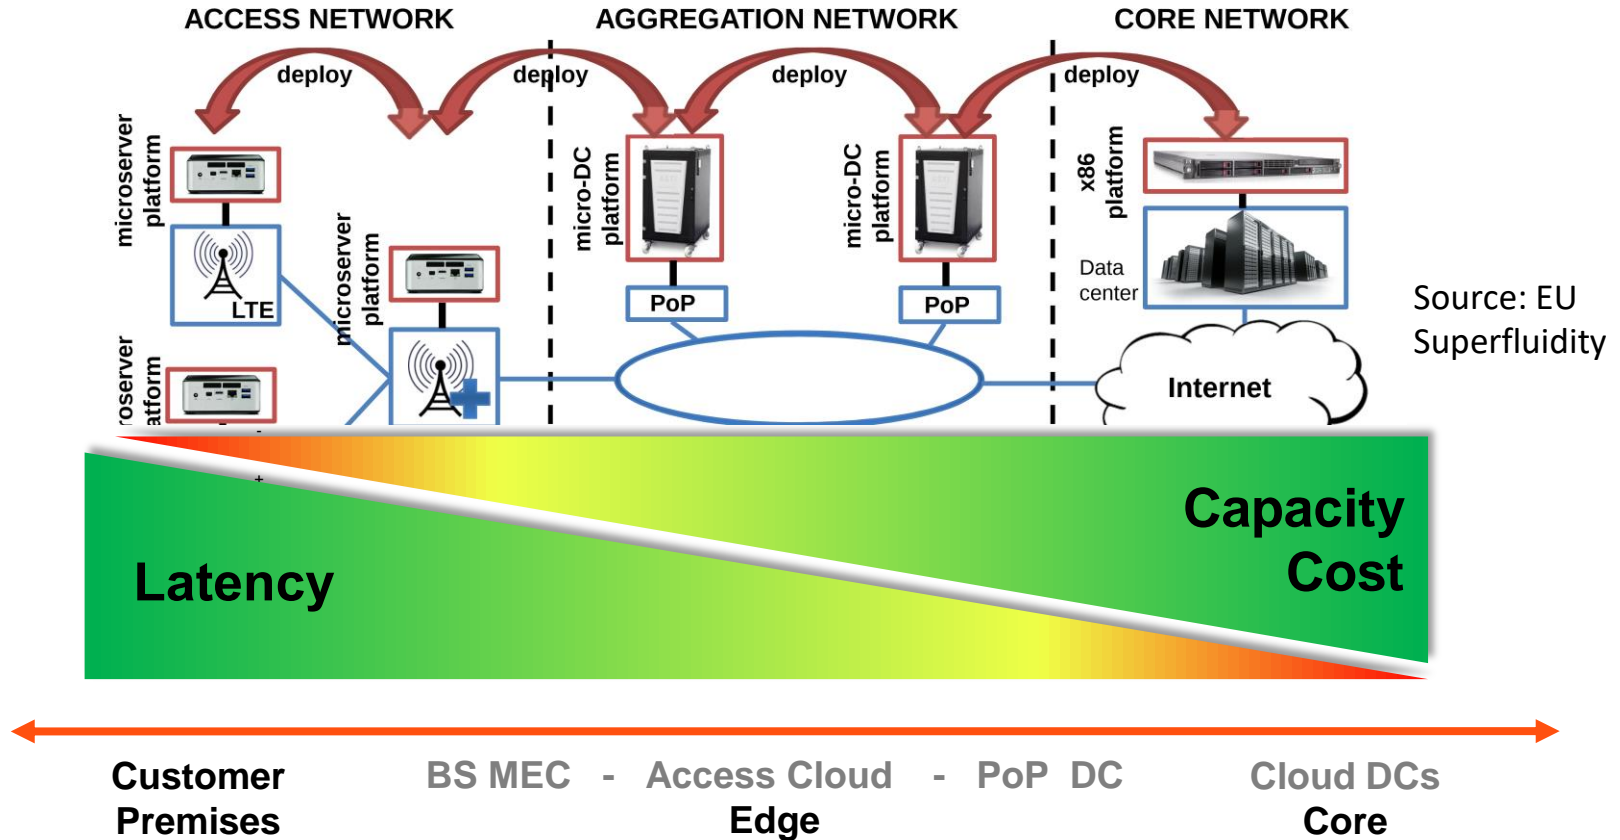 ACCESS NETWORK
AGGREGATION NETWORK
CORE NETWORK
deploy
deploy
deploy
deploy
microserver
platform
microserver
platform
micro-DC
platform
micro-DC
platform
x86
platform
LTE
PoP
PoP
Data
center
Internet
Source: EU
Superfluidity
+
Latency
Capacity
Cost
Customer
Premises
BS MEC - Access Cloud - PoP DC
Edge
Cloud DCs
Core